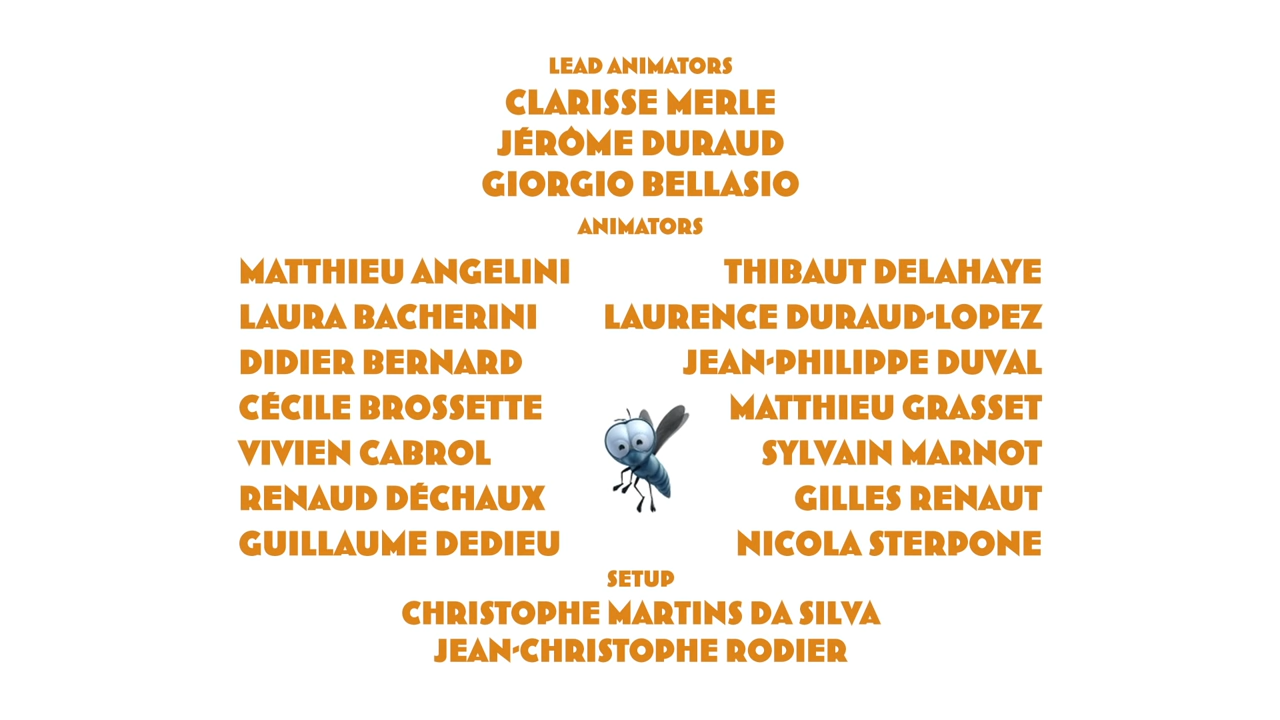 LEAD ANIMATORS
CLARISSE MERLE
JÉRÔME DURAUD
GIORGIO BELLASIO
ANIMATORS
MATTHIEU ANGELINI
LAURA BACHERINI
DIDIER BERNARD
CÉCILE BROSSETTE
VIVIEN CABROL
RENAUD DÉCHAUX
GUILLAUME DEDIEU
THIBAUT DELAHAYE
LAURENCE DURAUD-LOPEZ
JEAN-PHILIPPE DUVAL
MATTHIEU GRASSET
SYLVAIN MARNOT
GILLES RENAUT
NICOLA STERPONE
SETUP
CHRISTOPHE MARTINS DA SILVA
JEAN-CHRISTOPHE RODIER